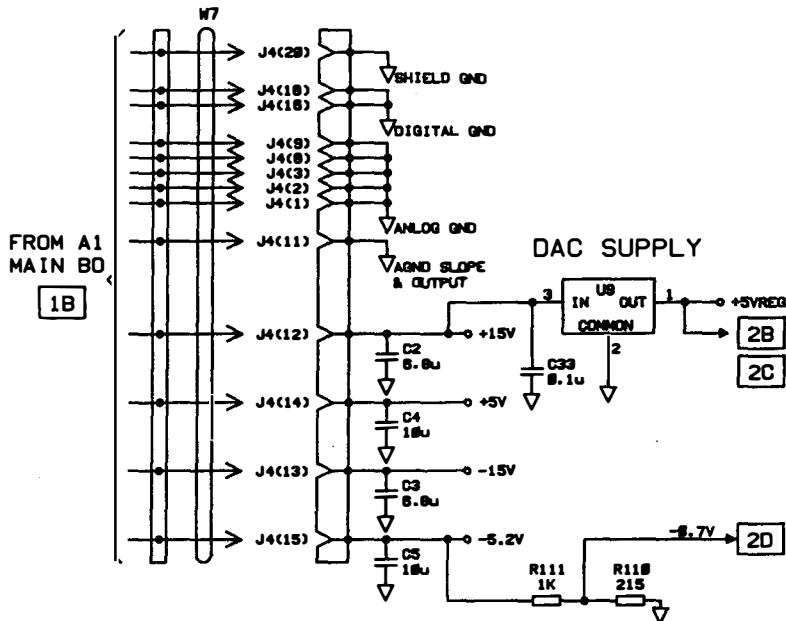 W7
J4(20)
SHIELD GND
J4(18)
J4(16)
DIGITAL GND
J4(9)
J4(8)
J4(3)
J4(2)
J4(1)
ANLOG GND
J4(11)
AGND SLOPE
& OUTPUT
FROM A1
MAIN BD
1B
DAC SUPPLY
3
IN
U9
OUT
COMMON
1
2
+5VREG
2B
2C
C33
0.1u
J4(12)
+15V
C2
6.8u
J4(14)
+5V
C4
10u
J4(13)
-15V
C3
6.8u
J4(15)
-5.2V
C5
10u
-0.7V
2D
R111
1K
R110
215